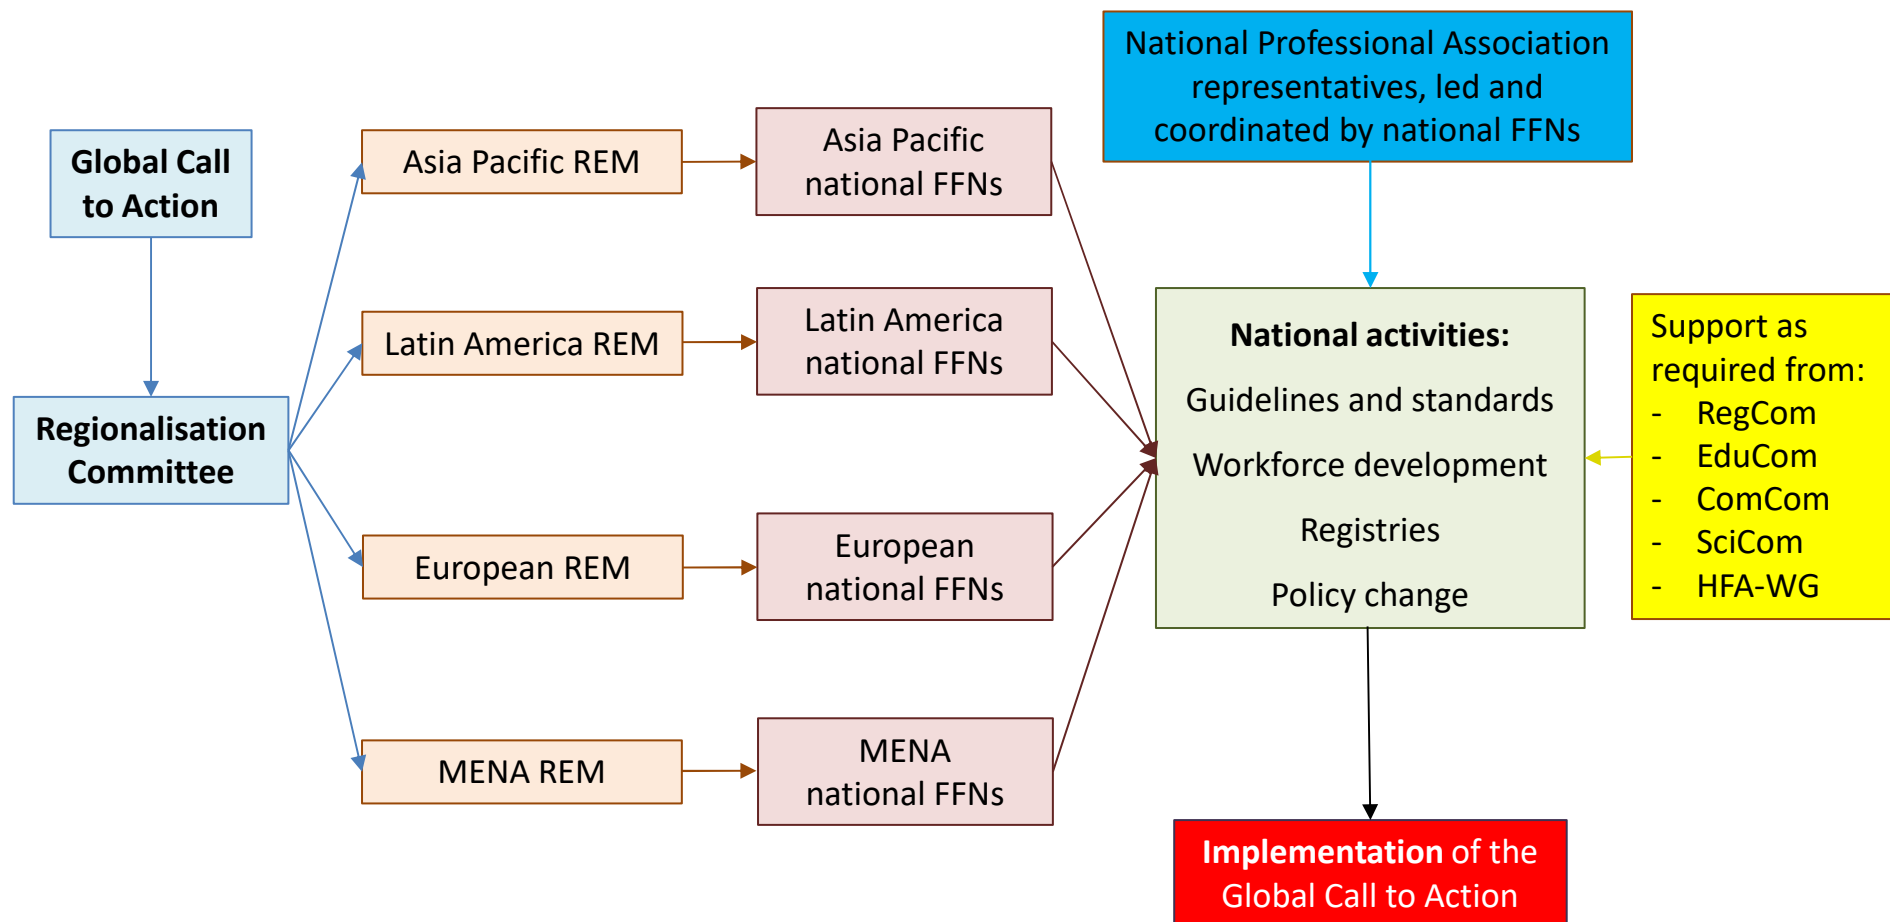 Global Call
to Action
Regionalisation
Committee
Asia Pacific REM
Latin America REM
European REM
MENA REM
Asia Pacific
national FFNs
Latin America
national FFNs
European
national FFNs
MENA
national FFNs
National Professional Association
representatives, led and
coordinated by national FFNs
National activities:
Guidelines and standards
Workforce development
Registries
Policy change
Support as
required from:
- RegCom
- EduCom
- ComCom
- SciCom
- HFA-WG
Implementation of the
Global Call to Action